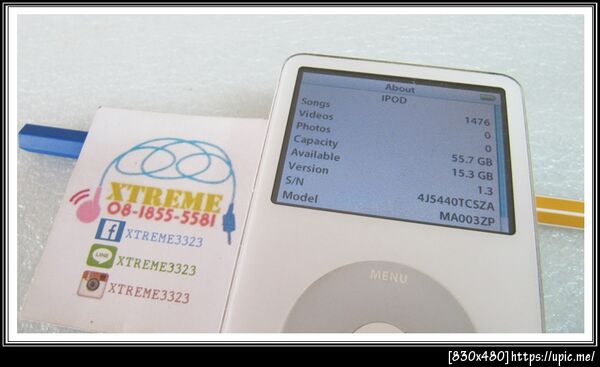 XTREME
08-1855-5581
XTREME3323
LINE
XTREME3323
XTREME3323
About
IPOD
Songs 1476
Videos 0
Photos 0
Capacity 55.7 GB
Available 15.3 GB
Version 1.3
S/N 4J5440TCSZA
Model MA003ZP
MENU
[830x480]https://upic.me/